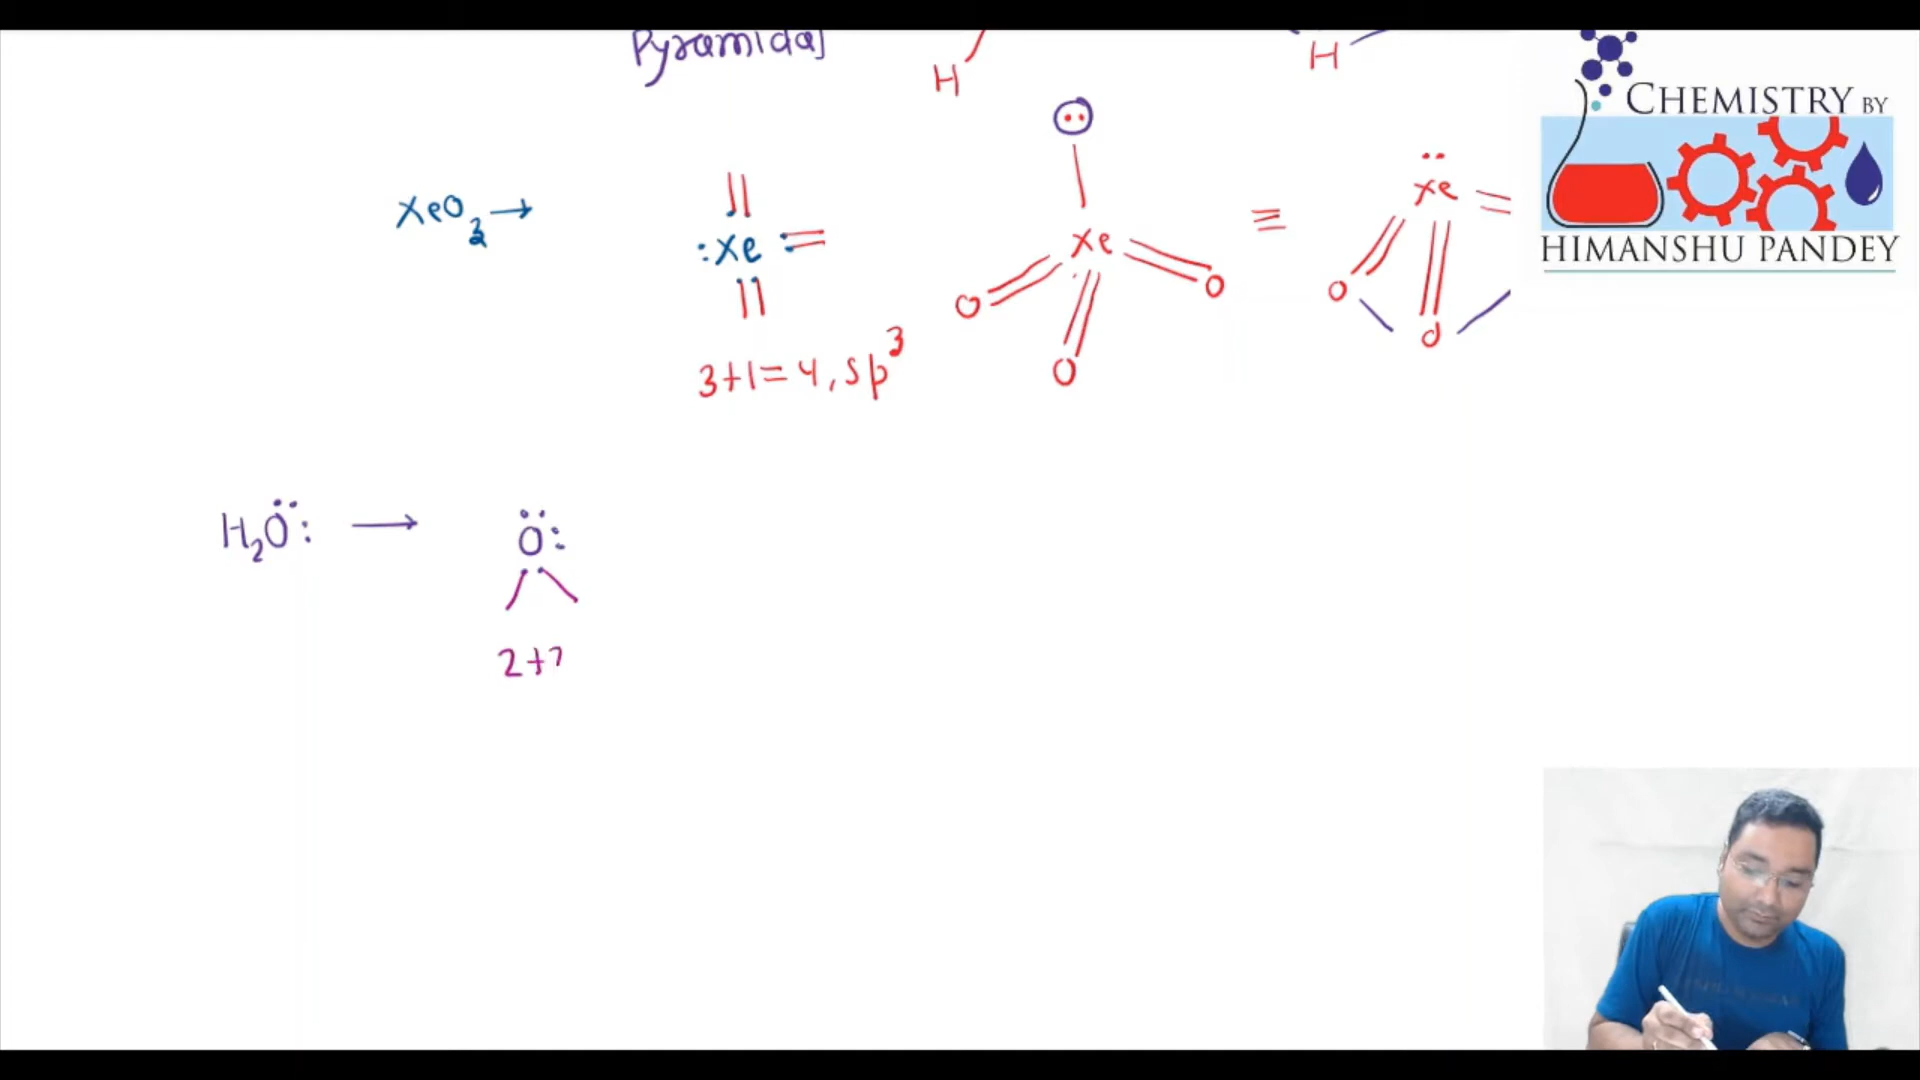 Pyramidal
H
H
CHEMISTRY BY
HIMANSHU PANDEY
XeO3 →
:Xe
Xe
O
O
O
≡
Xe
O
O
3+1=4, sp³
H2O: →
O:
2+2